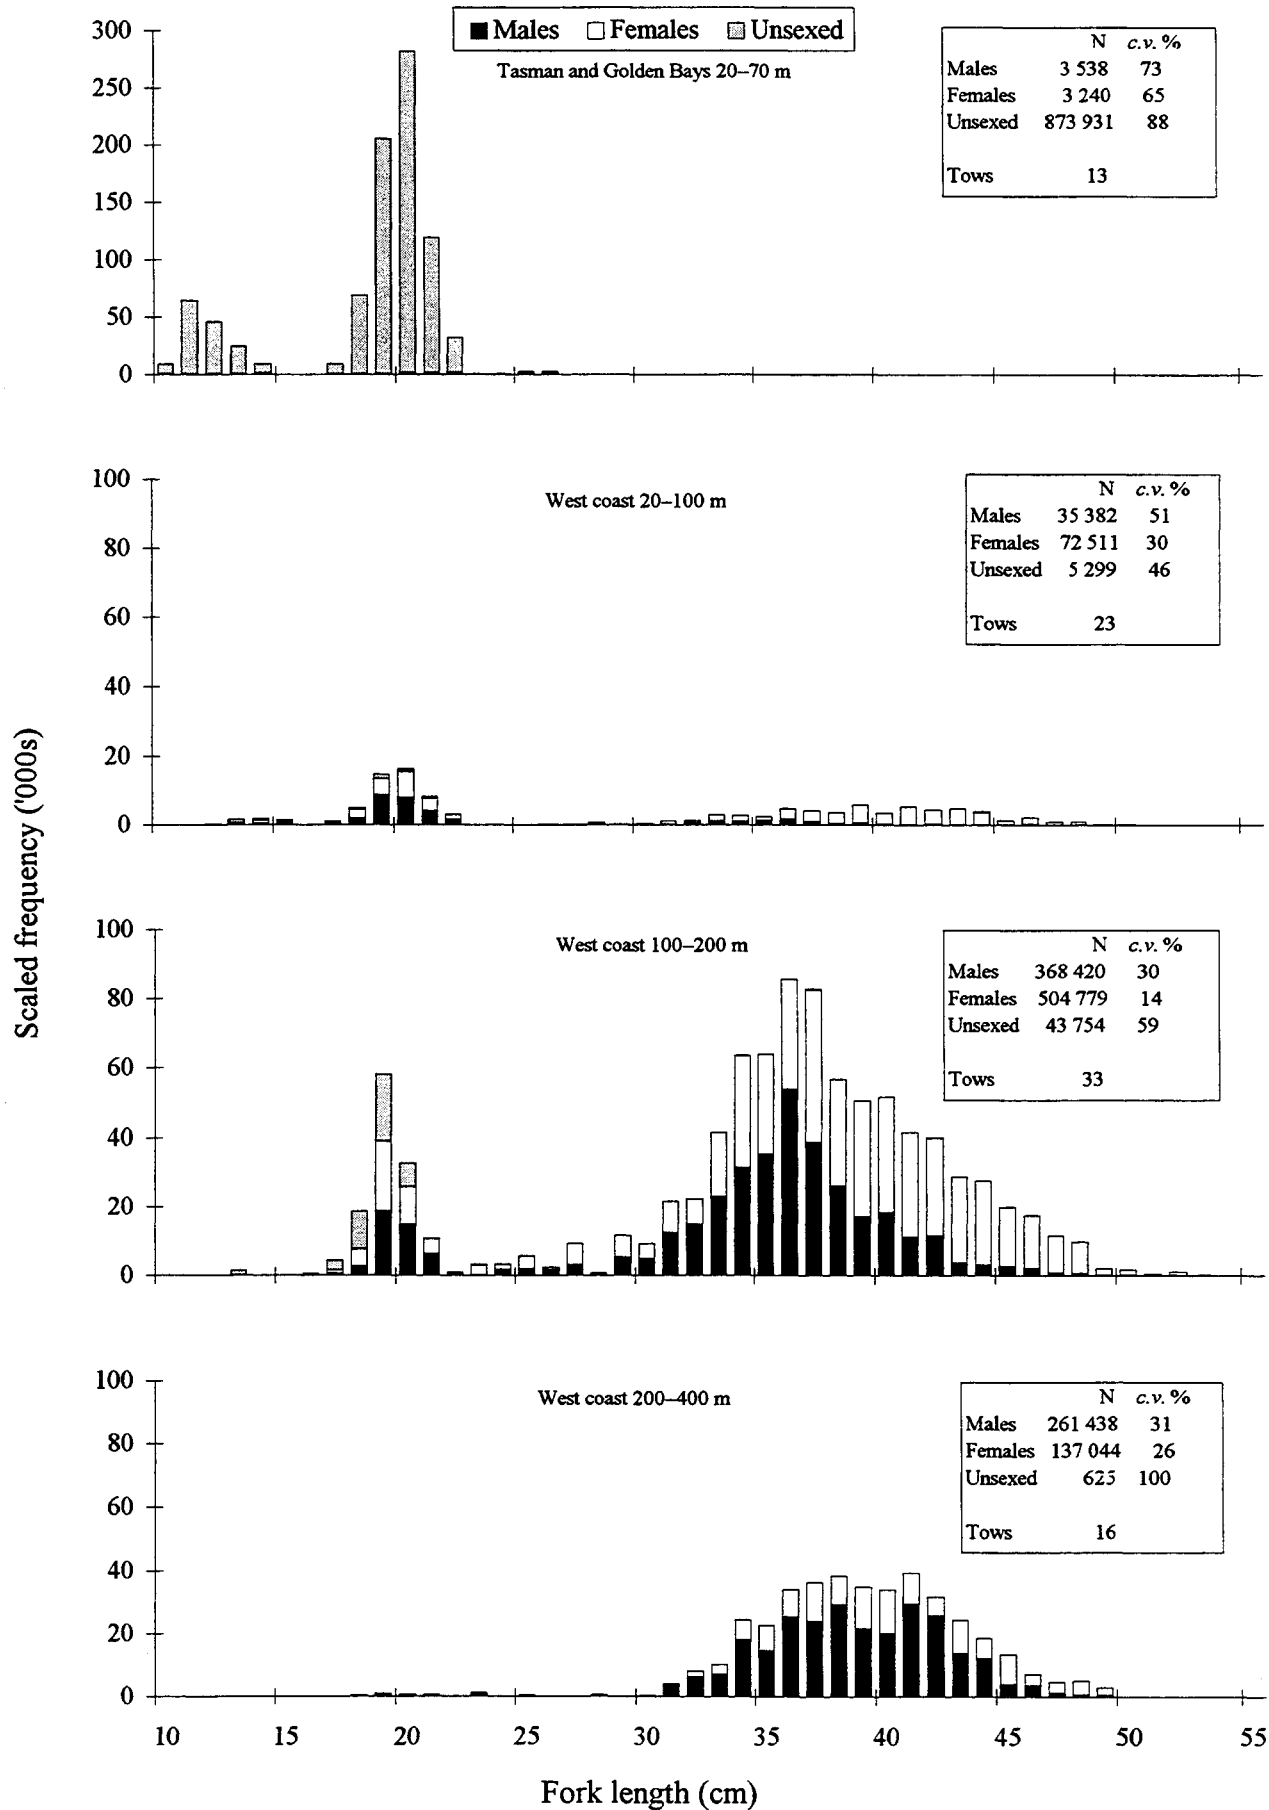 Males Females Unsexed
Tasman and Golden Bays 20–70 m
N c.v. %
Males 3 538 73
Females 3 240 65
Unsexed 873 931 88
Tows 13
300
250
200
150
100
50
0
West coast 20–100 m
N c.v. %
Males 35 382 51
Females 72 511 30
Unsexed 5 299 46
Tows 23
100
80
60
40
20
0
Scaled frequency ('000s)
West coast 100–200 m
N c.v. %
Males 368 420 30
Females 504 779 14
Unsexed 43 754 59
Tows 33
100
80
60
40
20
0
West coast 200–400 m
N c.v. %
Males 261 438 31
Females 137 044 26
Unsexed 625 100
Tows 16
100
80
60
40
20
0
10 15 20 25 30 35 40 45 50 55
Fork length (cm)